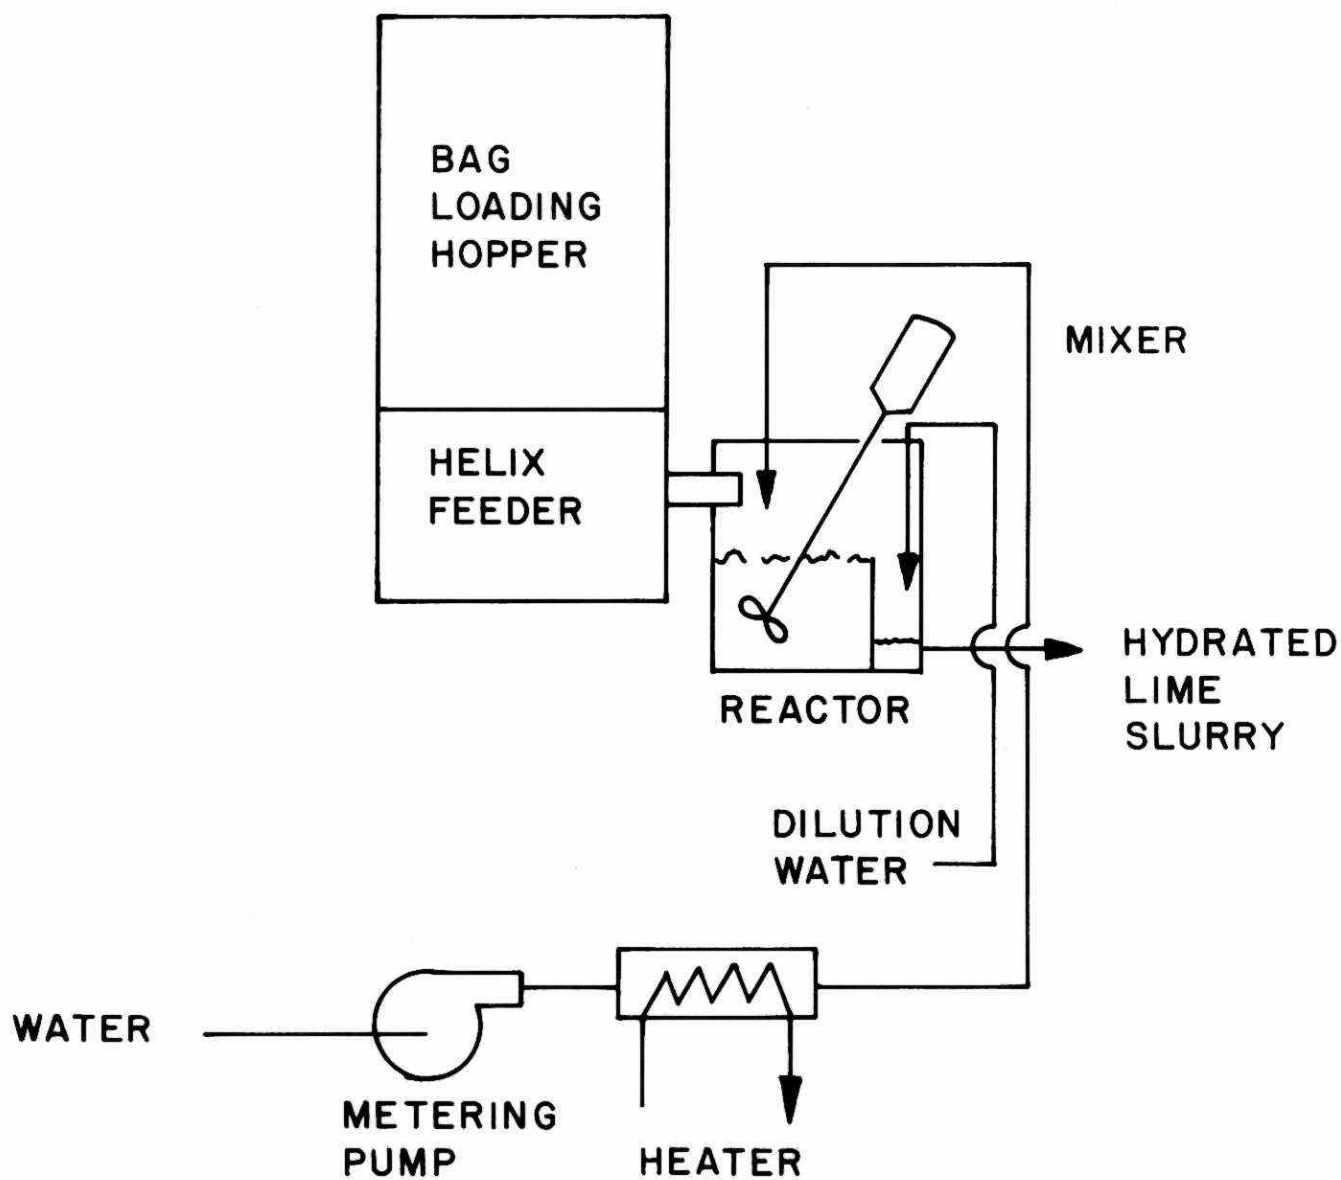 BAG
LOADING
HOPPER
MIXER
HELIX
FEEDER
HYDRATED
LIME
SLURRY
REACTOR
DILUTION
WATER
WATER
METERING
PUMP
HEATER